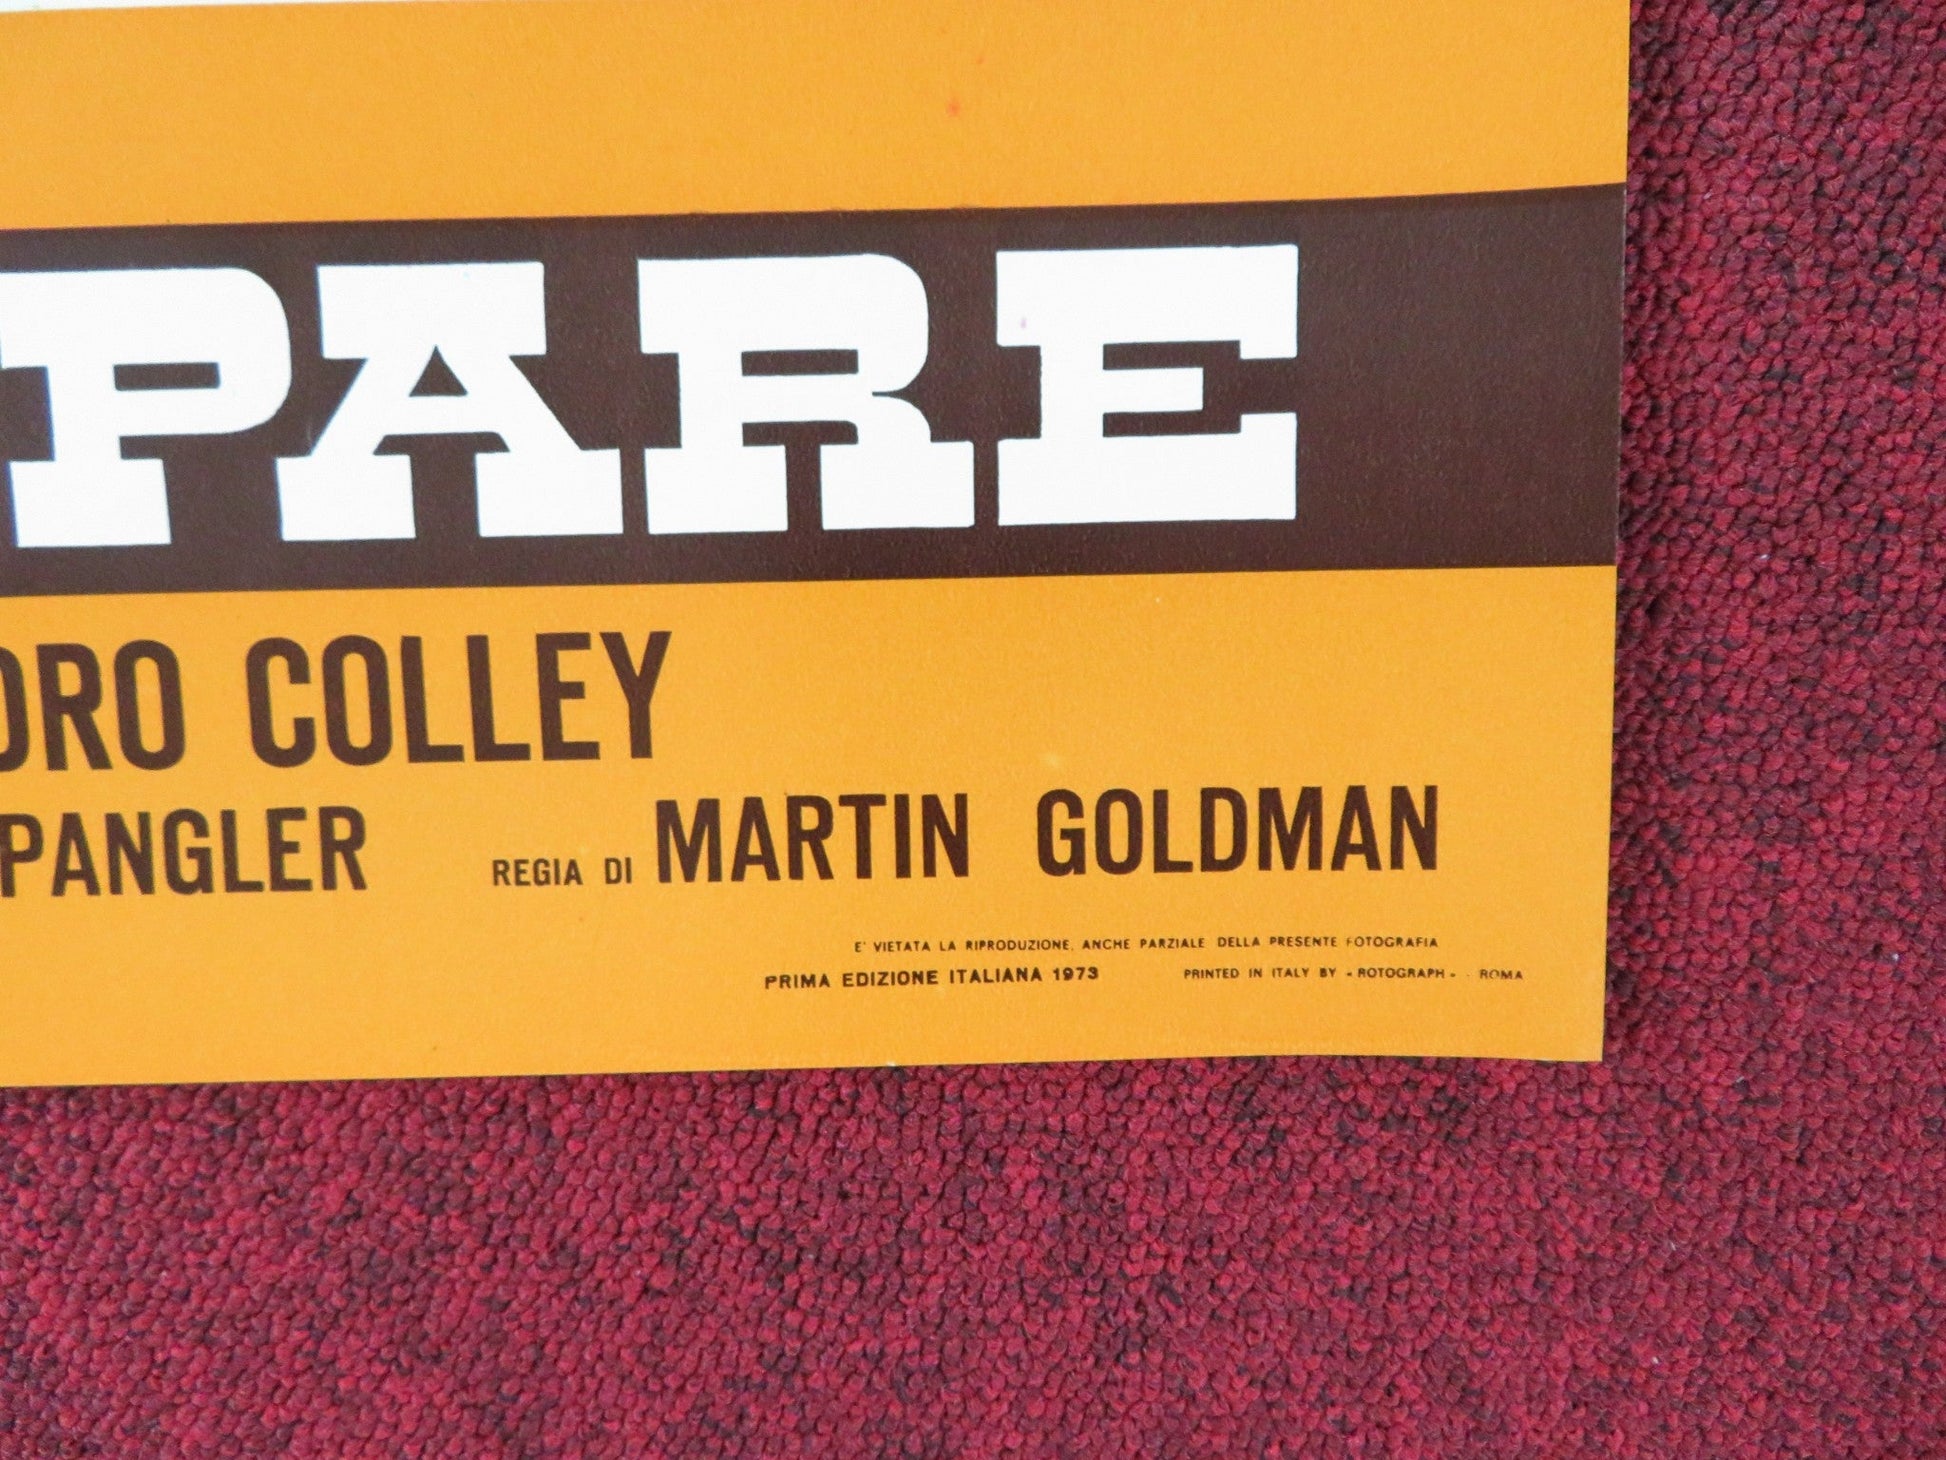 PARE
DRO COLLEY
PANGLER REGIA DI MARTIN GOLDMAN
E' VIETATA LA RIPRODUZIONE, ANCHE PARZIALE DELLA PRESENTE FOTOGRAFIA
PRIMA EDIZIONE ITALIANA 1973 PRINTED IN ITALY BY - ROTOGRAPH - - ROMA